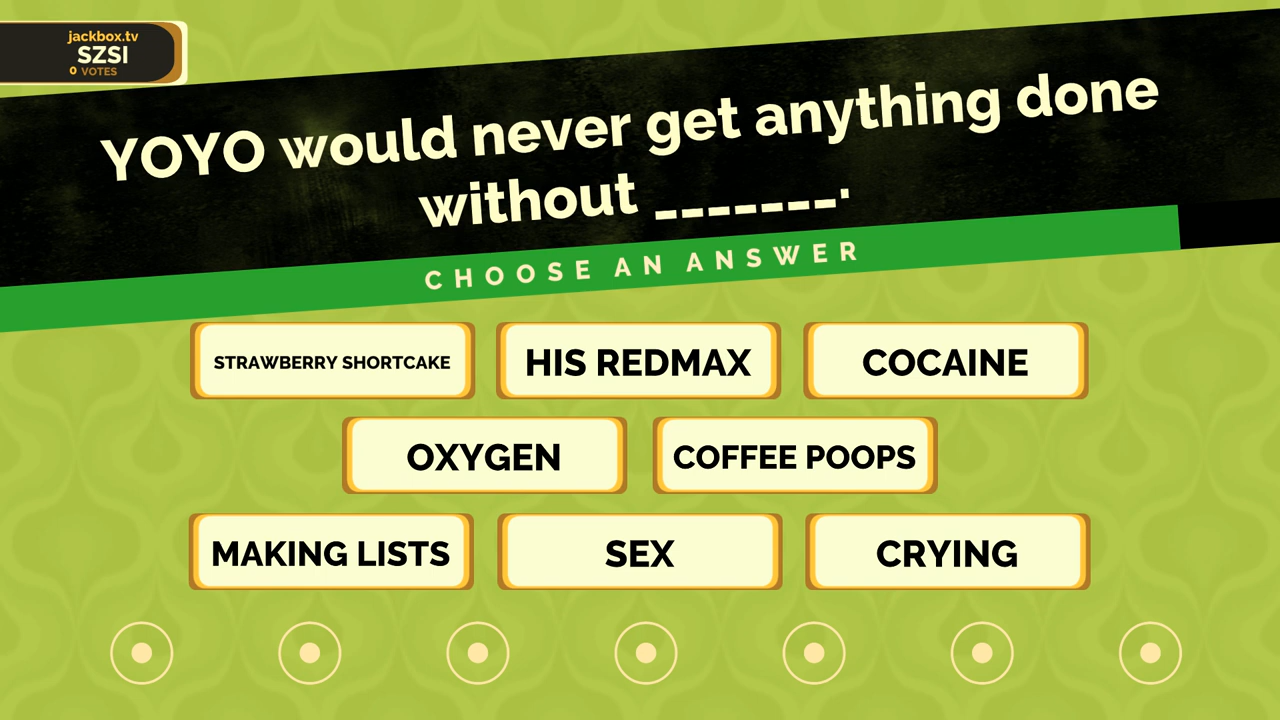 jackbox.tv
SZSI
0 VOTES
YOYO would never get anything done
without _______.
CHOOSE AN ANSWER
STRAWBERRY SHORTCAKE
HIS REDMAX
COCAINE
OXYGEN
COFFEE POOPS
MAKING LISTS
SEX
CRYING